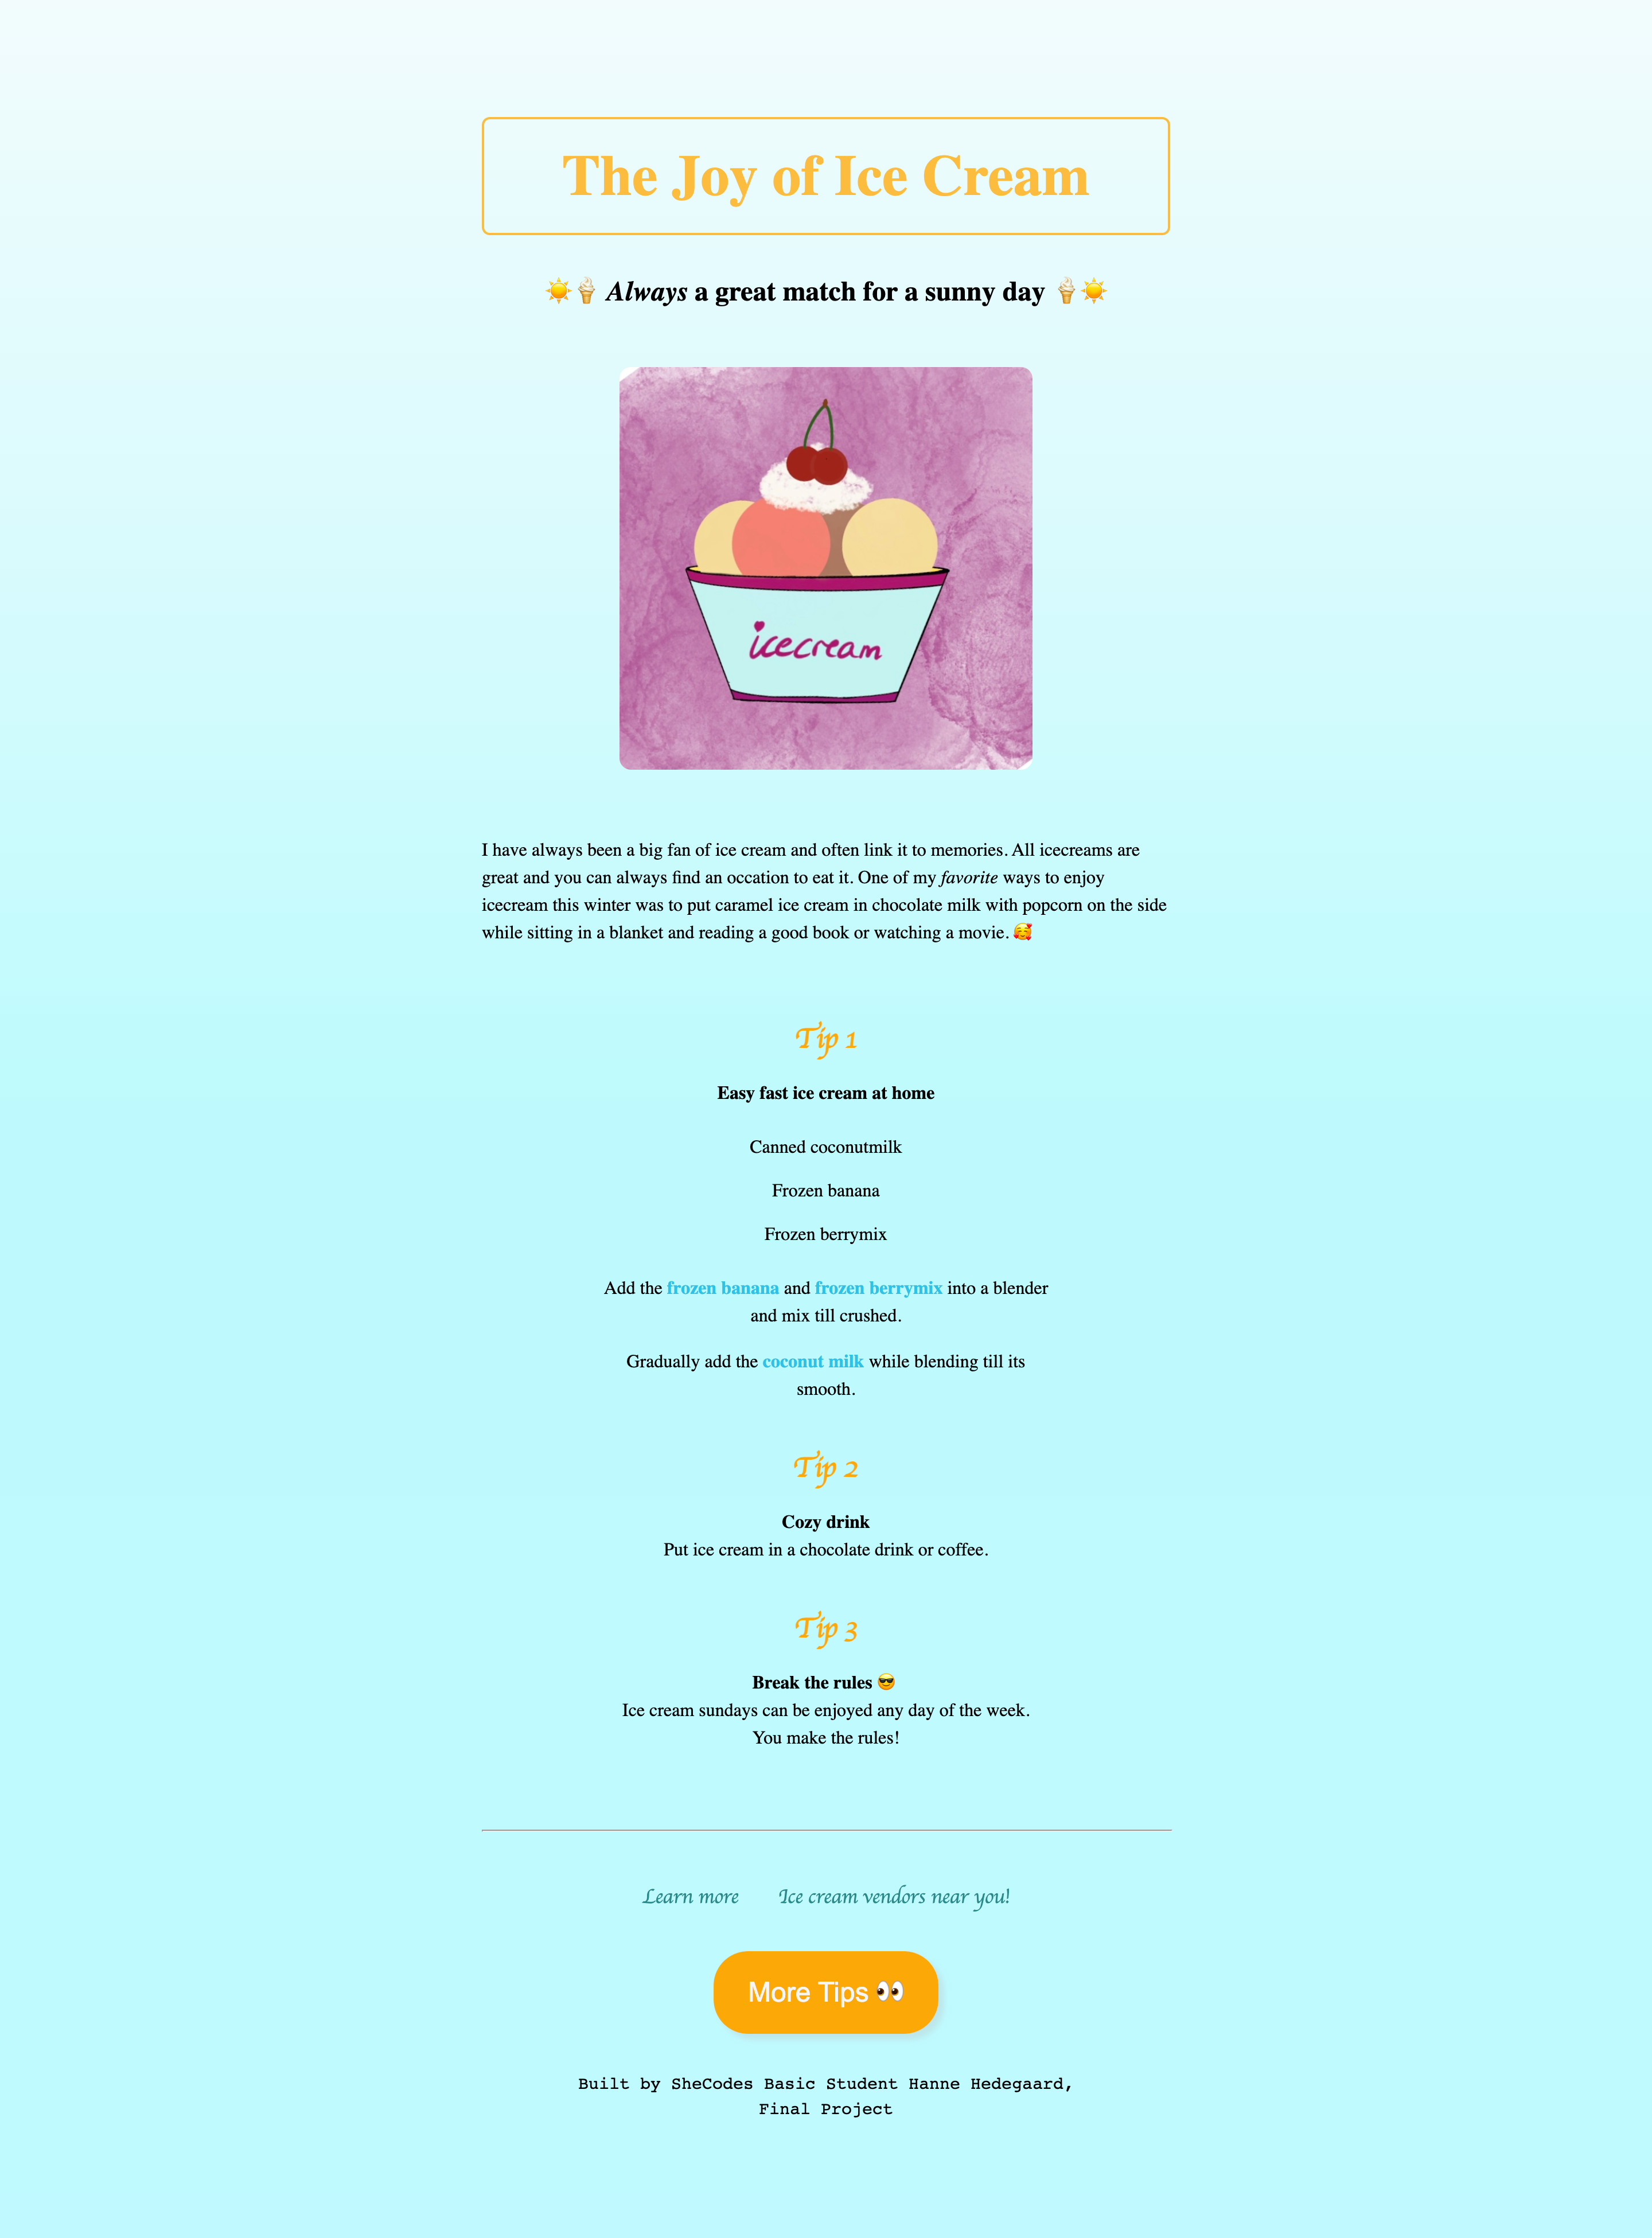 The Joy of Ice Cream
☀️🍦 Always a great match for a sunny day 🍦☀️
icecream
I have always been a big fan of ice cream and often link it to memories. All icecreams are
great and you can always find an occation to eat it. One of my favorite ways to enjoy
icecream this winter was to put caramel ice cream in chocolate milk with popcorn on the side
while sitting in a blanket and reading a good book or watching a movie. 🥰
Tip 1
Easy fast ice cream at home
Canned coconutmilk
Frozen banana
Frozen berrymix
Add the frozen banana and frozen berrymix into a blender
and mix till crushed.
Gradually add the coconut milk while blending till its
smooth.
Tip 2
Cozy drink
Put ice cream in a chocolate drink or coffee.
Tip 3
Break the rules 😎
Ice cream sundays can be enjoyed any day of the week.
You make the rules!
Learn more Ice cream vendors near you!
More Tips 👀
Built by SheCodes Basic Student Hanne Hedegaard,
Final Project